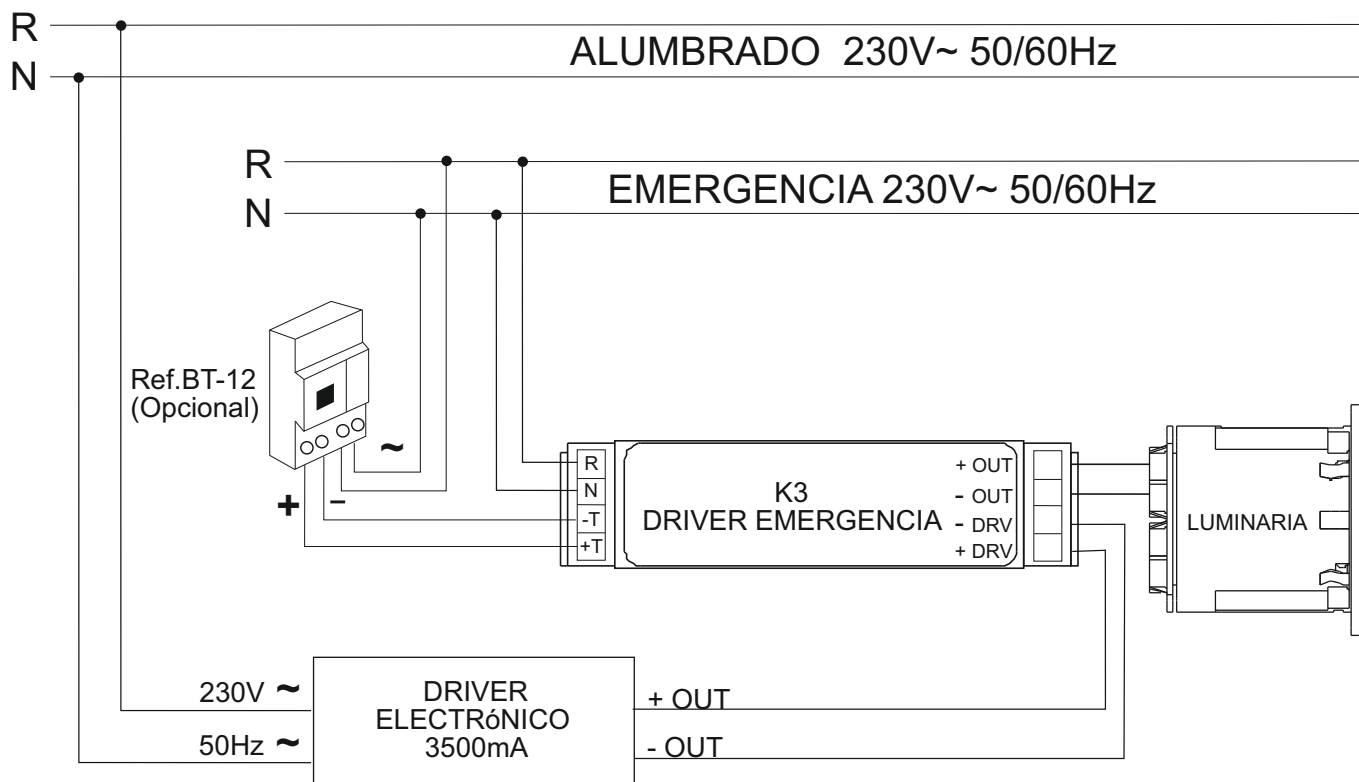 R
ALUMBRADO 230V~ 50/60Hz
N
R
EMERGENCIA 230V~ 50/60Hz
N
Ref.BT-12
(Opcional)
~
+ −
R
N
-T
+T
K3
DRIVER EMERGENCIA
+ OUT
- OUT
- DRV
+ DRV
LUMINARIA
230V ~
50Hz ~
DRIVER
ELECTRóNICO
3500mA
+ OUT
- OUT